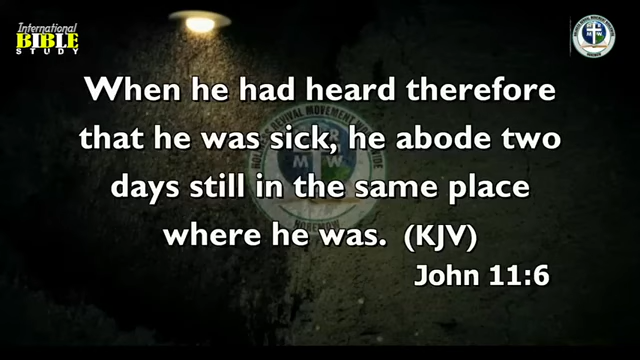 International
BIBLE
STUDY
When he had heard therefore
that he was sick, he abode two
days still in the same place
where he was. (KJV)
John 11:6